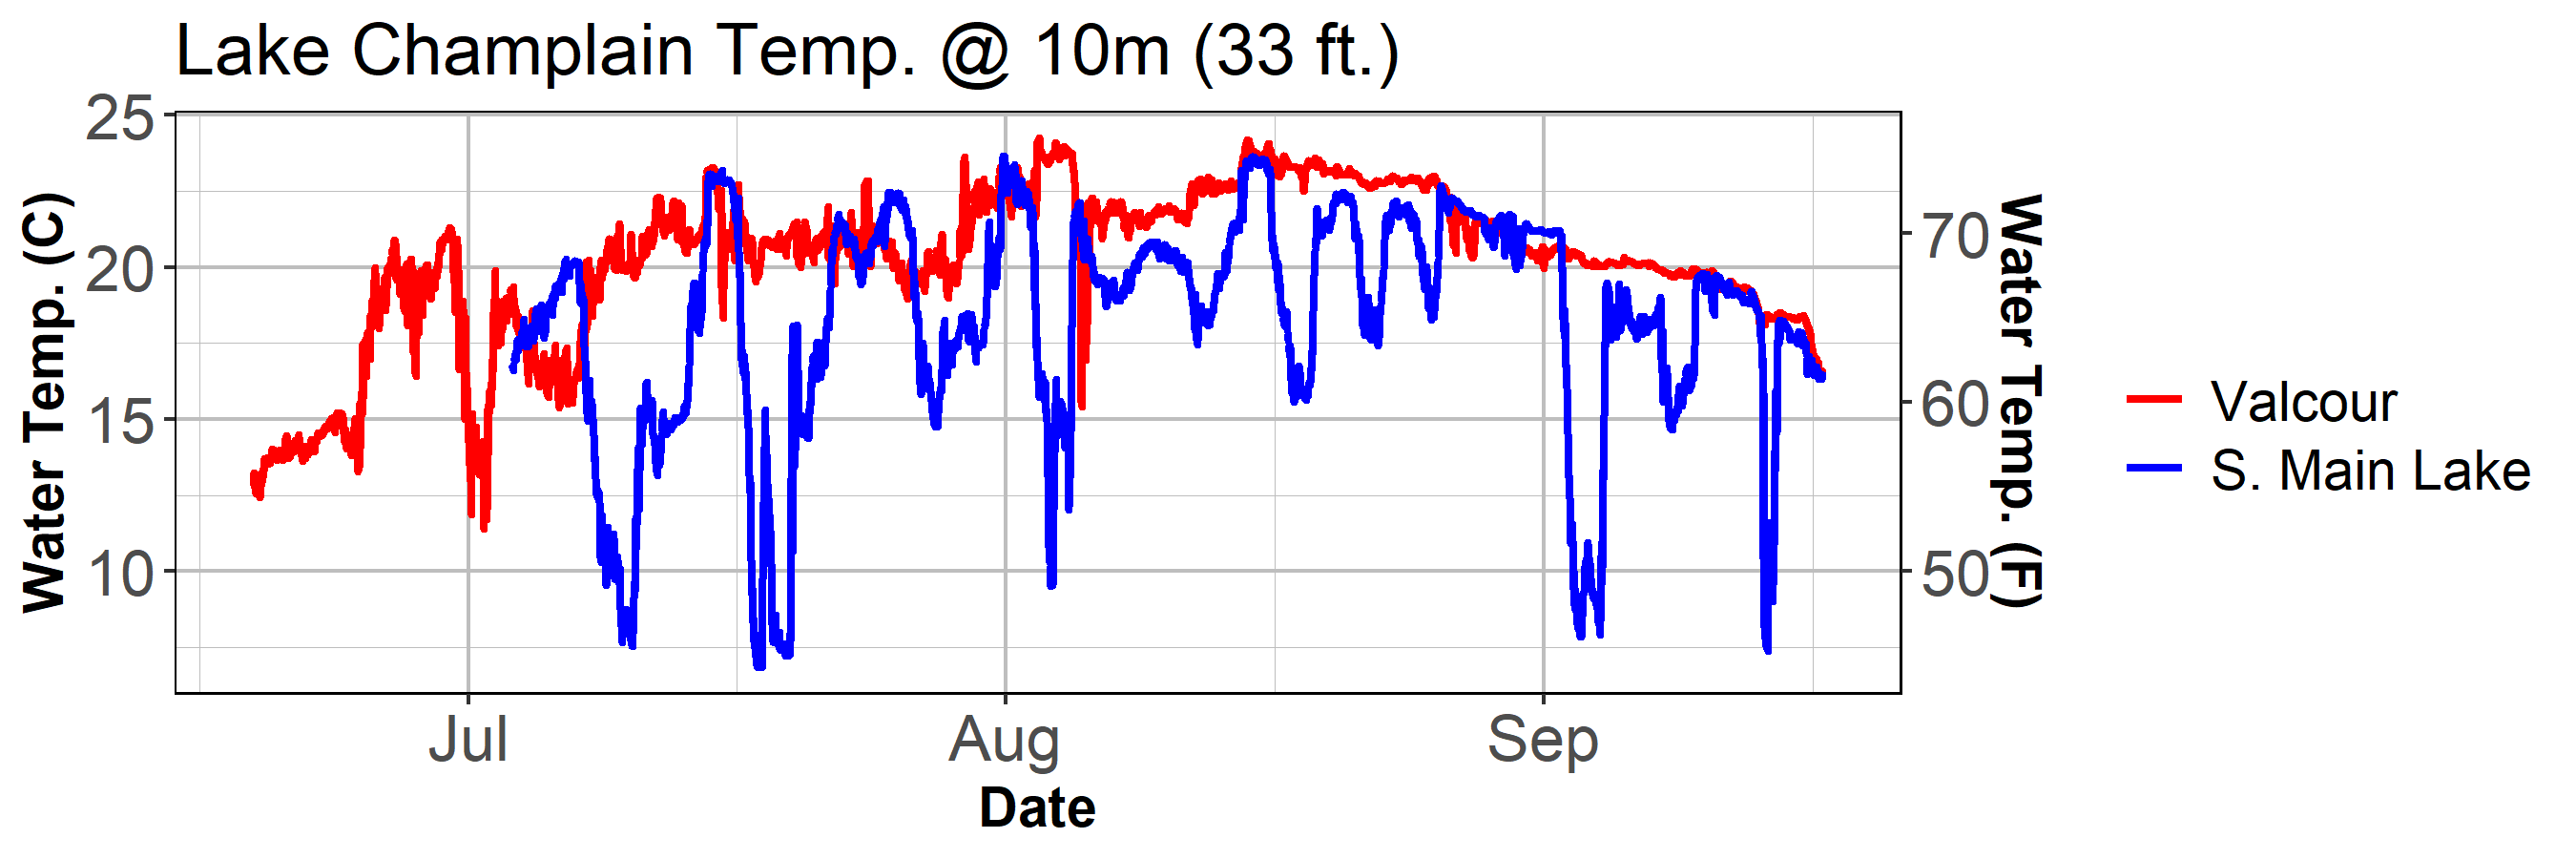 Lake Champlain Temp. @ 10m (33 ft.)
25
20
15
10
Water Temp. (C)
70
60
50
Water Temp. (F)
Jul
Aug
Sep
Date
Valcour
S. Main Lake